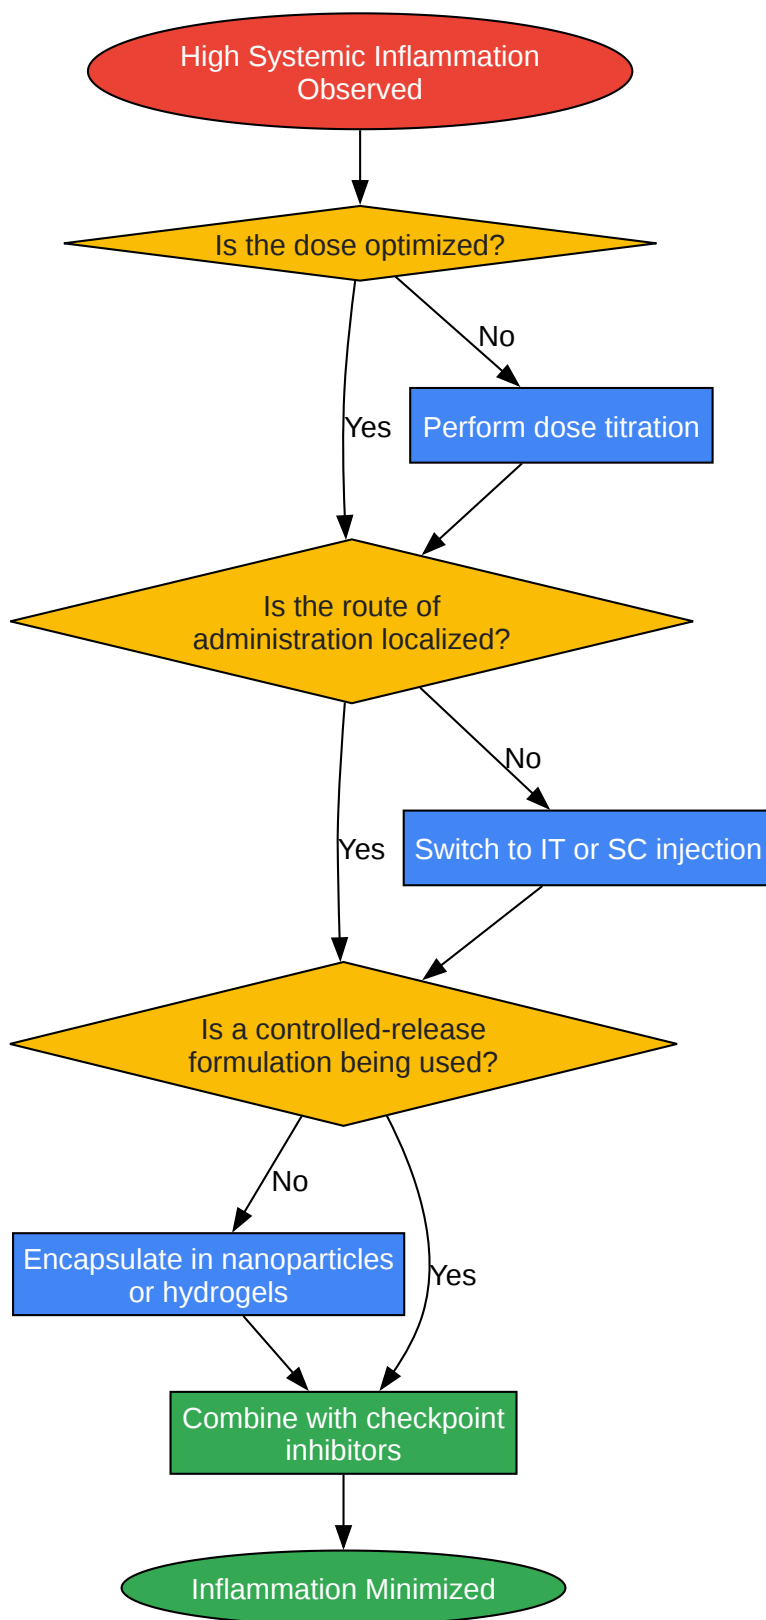 High Systemic Inflammation
Observed
Is the dose optimized?
No
Yes
Perform dose titration
Is the route of
administration localized?
No
Yes
Switch to IT or SC injection
Is a controlled-release
formulation being used?
No
Encapsulate in nanoparticles
or hydrogels
Yes
Combine with checkpoint
inhibitors
Inflammation Minimized